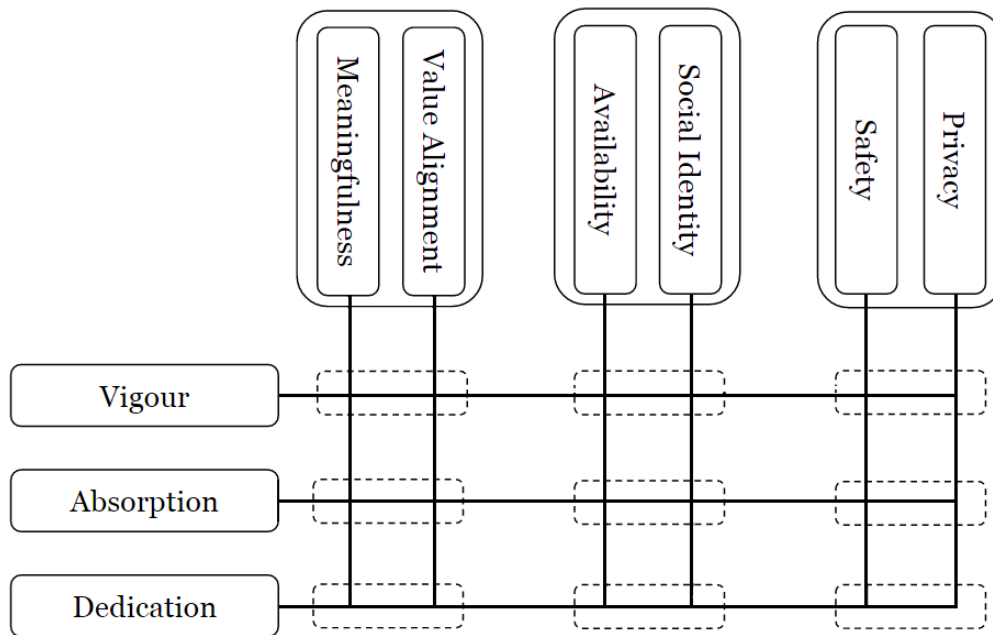 Meaningfulness
Value Alignment
Availability
Social Identity
Safety
Privacy
Vigour
Absorption
Dedication